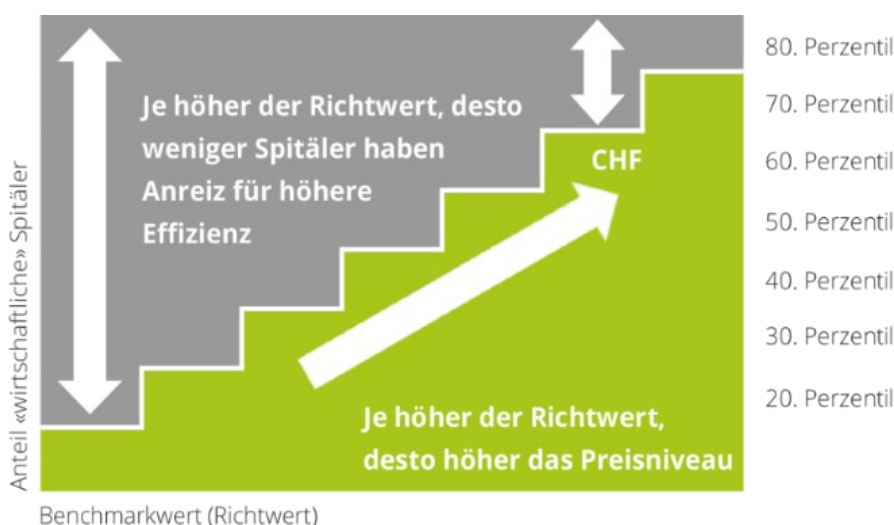 Anteil «wirtschaftliche» Spitäler
Je höher der Richtwert, desto
weniger Spitäler haben
Anreiz für höhere
Effizienz
CHF
Je höher der Richtwert,
desto höher das Preisniveau
80. Perzentil
70. Perzentil
60. Perzentil
50. Perzentil
40. Perzentil
30. Perzentil
20. Perzentil
Benchmarkwert (Richtwert)